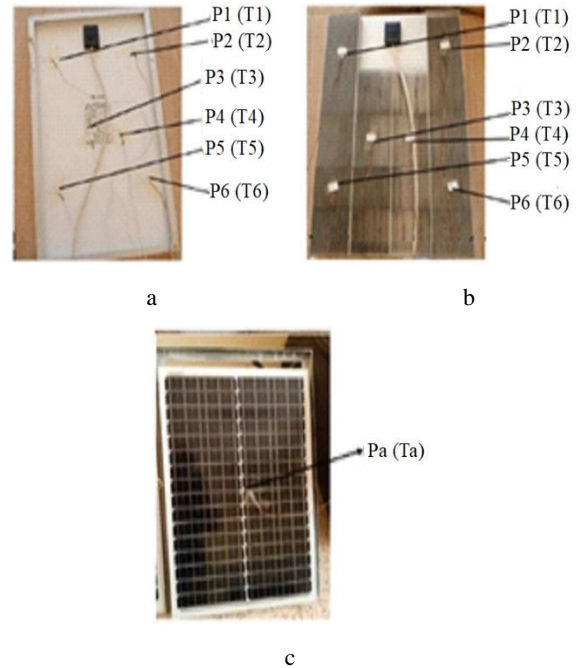 P1 (T1)
P2 (T2)
P3 (T3)
P4 (T4)
P5 (T5)
P6 (T6)
a
P1 (T1)
P2 (T2)
P3 (T3)
P4 (T4)
P5 (T5)
P6 (T6)
b
Pa (Ta)
c